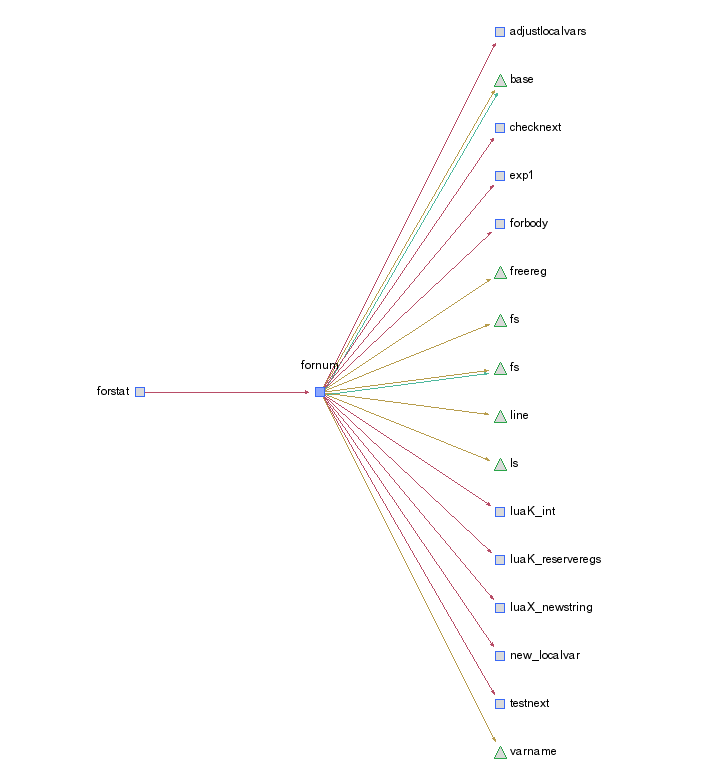 adjustlocalvars
base
checknext
exp1
forbody
freereg
fs
fornum
fs
forstat
line
ls
luaK_int
luaK_reserveregs
luaX_newstring
new_localvar
testnext
varname